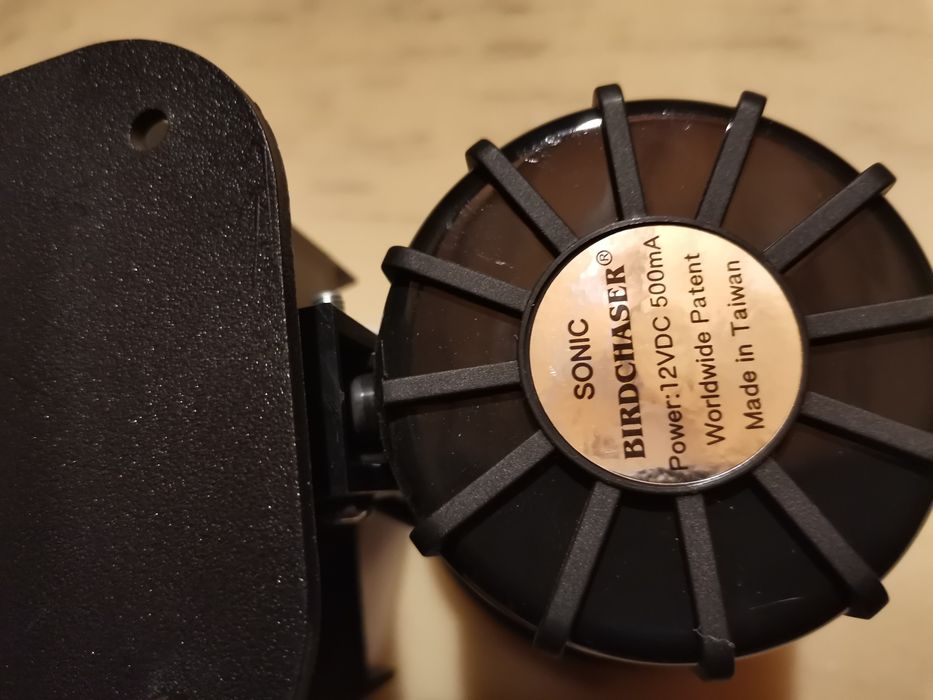 SONIC
BIRDCHASER®
Power:12VDC 500mA
Worldwide Patent
Made in Taiwan